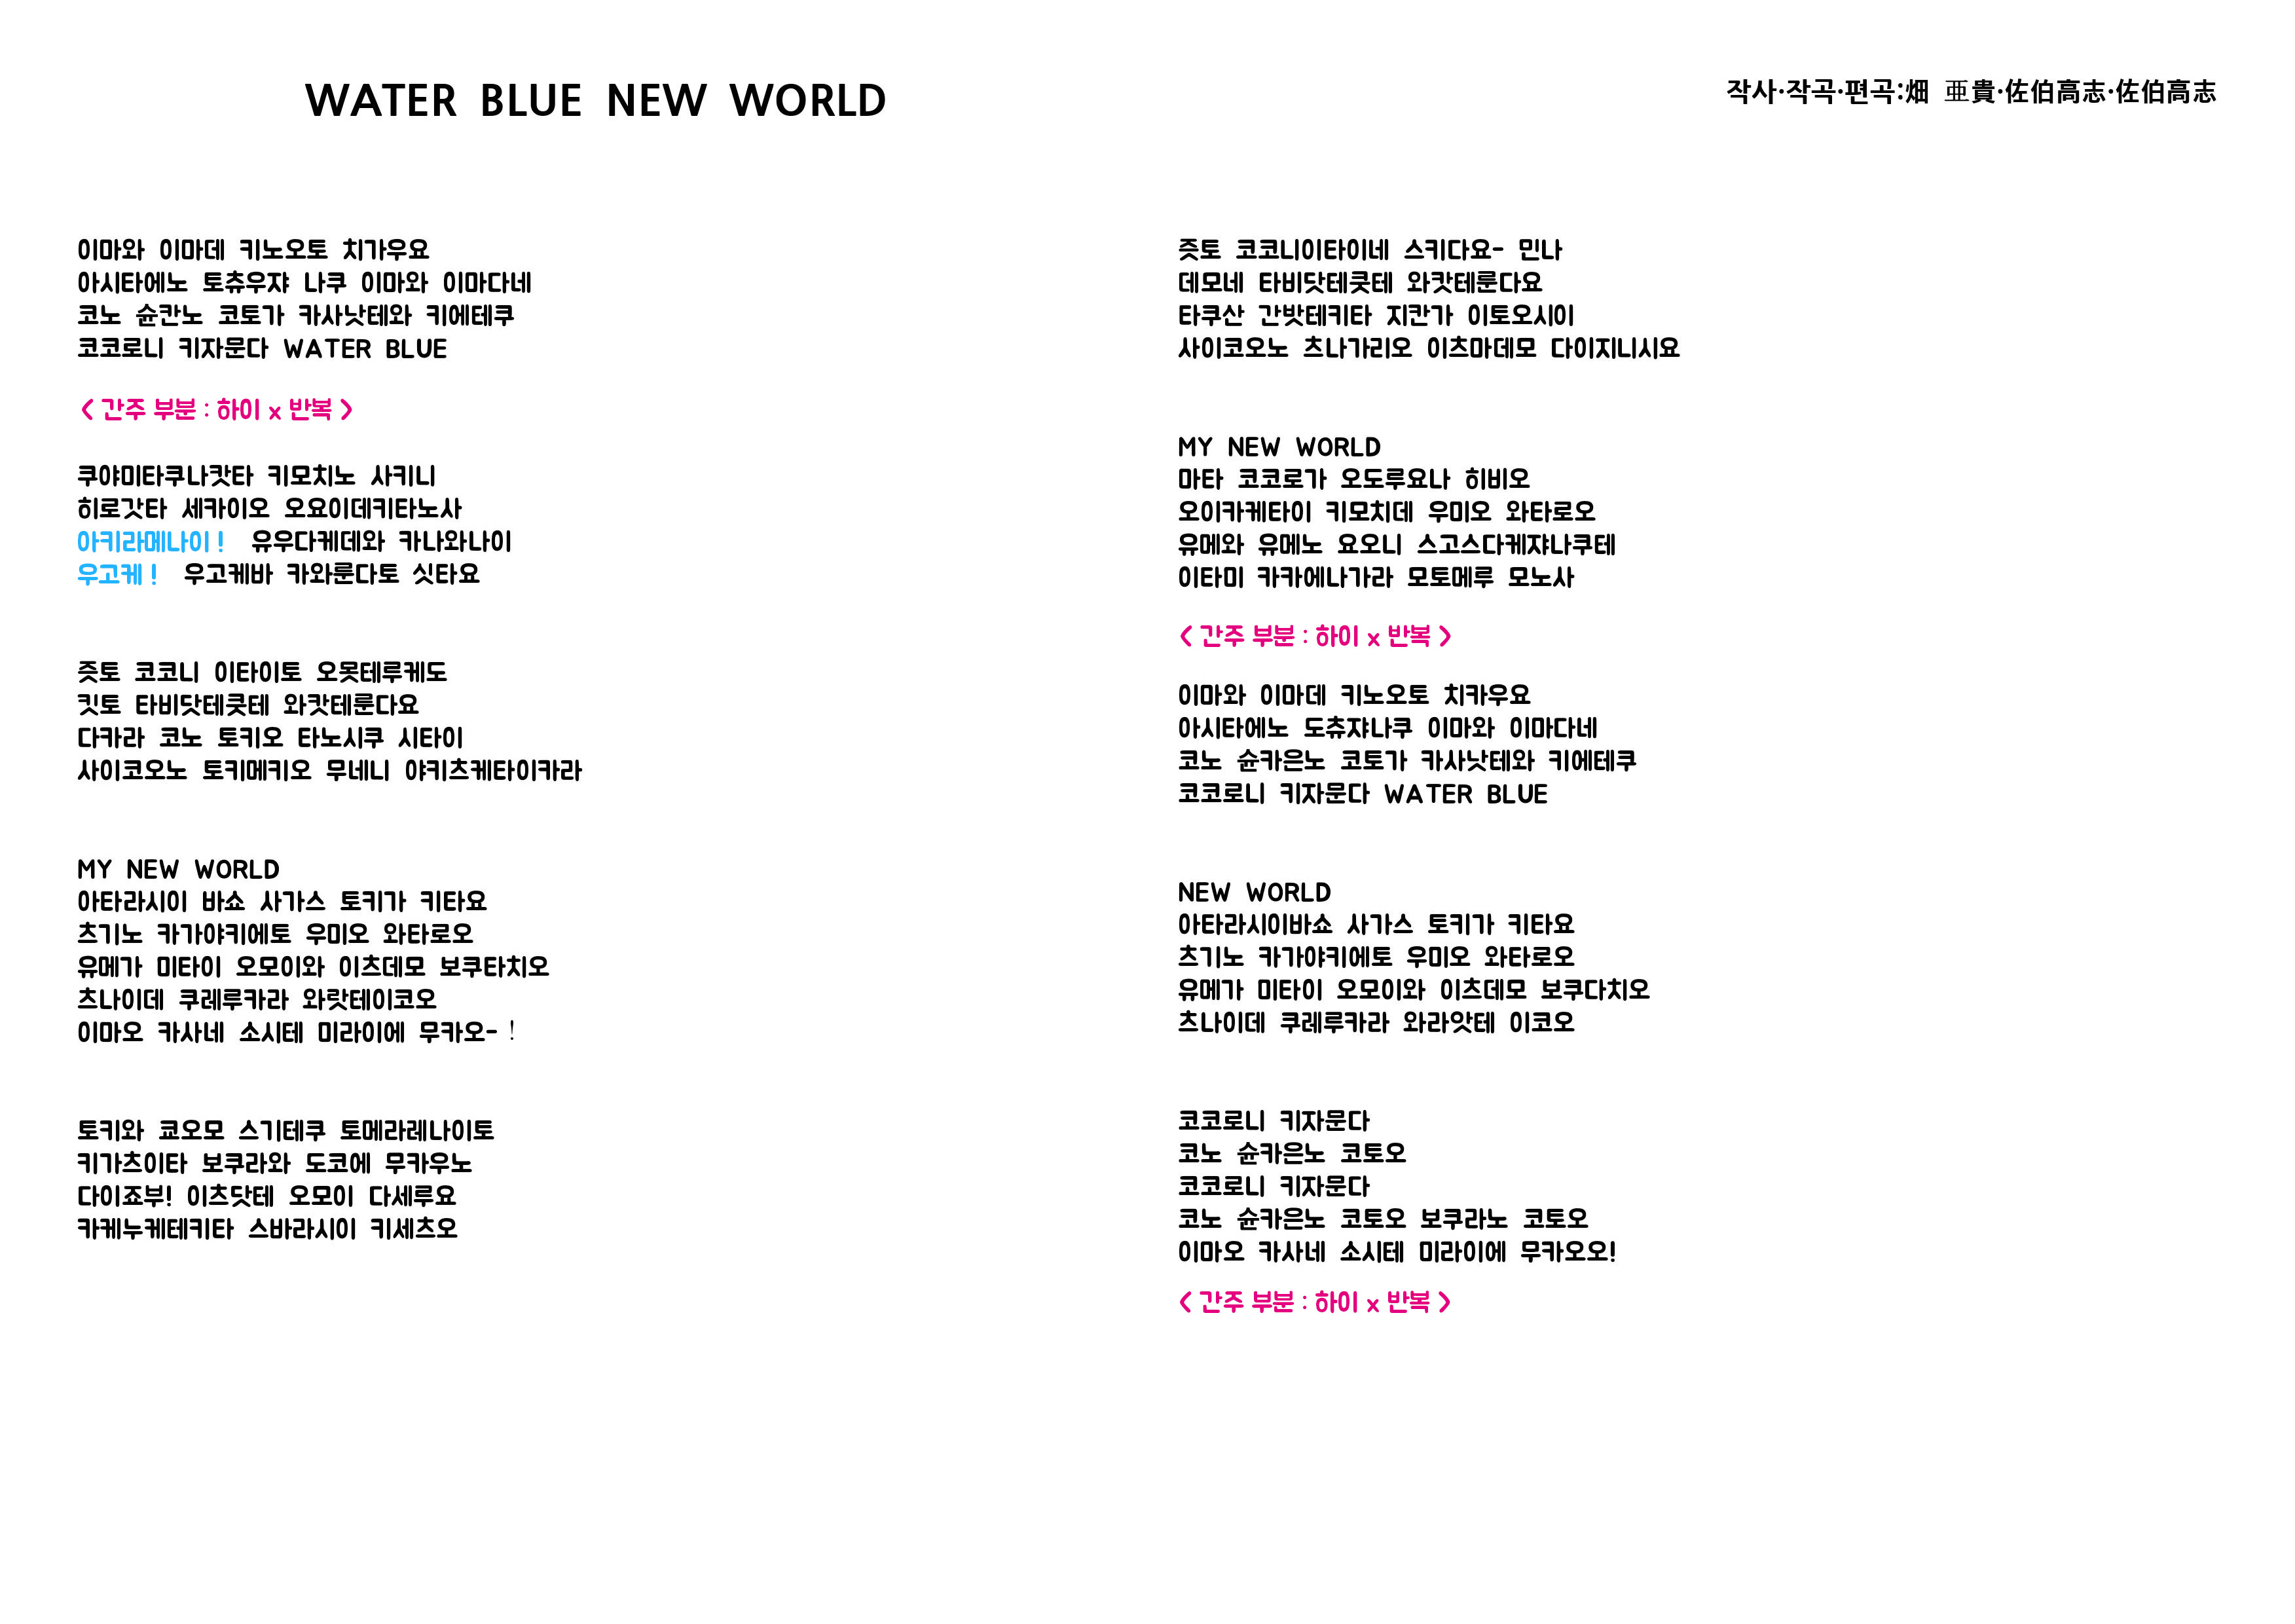 WATER BLUE NEW WORLD
작사·작곡·편곡:畑 亜貴·佐伯高志·佐伯高志
이마와 이마데 키노오토 치가우요
아시타에노 토츄우쟈 나쿠 이마와 이마다네
코노 슌칸노 코토가 카사낫테와 키에테쿠
코코로니 키자문다 WATER BLUE
< 간주 부분 : 하이 x 반복 >
쿠야미타쿠나캇타 키모치노 사키니
히로갓타 세카이오 오요이데키타노사
아키라메나이! 유우다케데와 카나와나이
우고케! 우고케바 카와룬다토 싯타요
즛토 코코니 이타이토 오못테루케도
킷토 타비닷테큿테 와캇테룬다요
다카라 코노 토키오 타노시쿠 시타이
사이코오노 토키메키오 무네니 야키츠케타이카라
MY NEW WORLD
아타라시이 바쇼 사가스 토키가 키타요
츠기노 카가야키에토 우미오 와타로오
유메가 미타이 오모이와 이츠데모 보쿠타치오
츠나이데 쿠레루카라 와랏테이코오
이마오 카사네 소시테 미라이에 무카오-!
토키와 쿄오모 스기테쿠 토메라레나이토
키가츠이타 보쿠라와 도코에 무카우노
다이죠부! 이츠닷테 오모이 다세루요
카케누케테키타 스바라시이 키세츠오
즛토 코코니이타이네 스키다요- 민나
데모네 타비닷테큿테 와캇테룬다요
타쿠산 간밧테키타 지칸가 이토오시이
사이코오노 츠나가리오 이츠마데모 다이지니시요
MY NEW WORLD
마타 코코로가 오도루요나 히비오
오이카케타이 키모치데 우미오 와타로오
유메와 유메노 요오니 스고스다케쟈나쿠테
이타미 카카에나가라 모토메루 모노사
< 간주 부분 : 하이 x 반복 >
이마와 이마데 키노오토 치카우요
아시타에노 도츄쟈나쿠 이마와 이마다네
코노 슌카은노 코토가 카사낫테와 키에테쿠
코코로니 키자문다 WATER BLUE
NEW WORLD
아타라시이바쇼 사가스 토키가 키타요
츠기노 카가야키에토 우미오 와타로오
유메가 미타이 오모이와 이츠데모 보쿠다치오
츠나이데 쿠레루카라 와라앗테 이코오
코코로니 키자문다
코노 슌카은노 코토오
코코로니 키자문다
코노 슌카은노 코토오 보쿠라노 코토오
이마오 카사네 소시테 미라이에 무카오오!
< 간주 부분 : 하이 x 반복 >